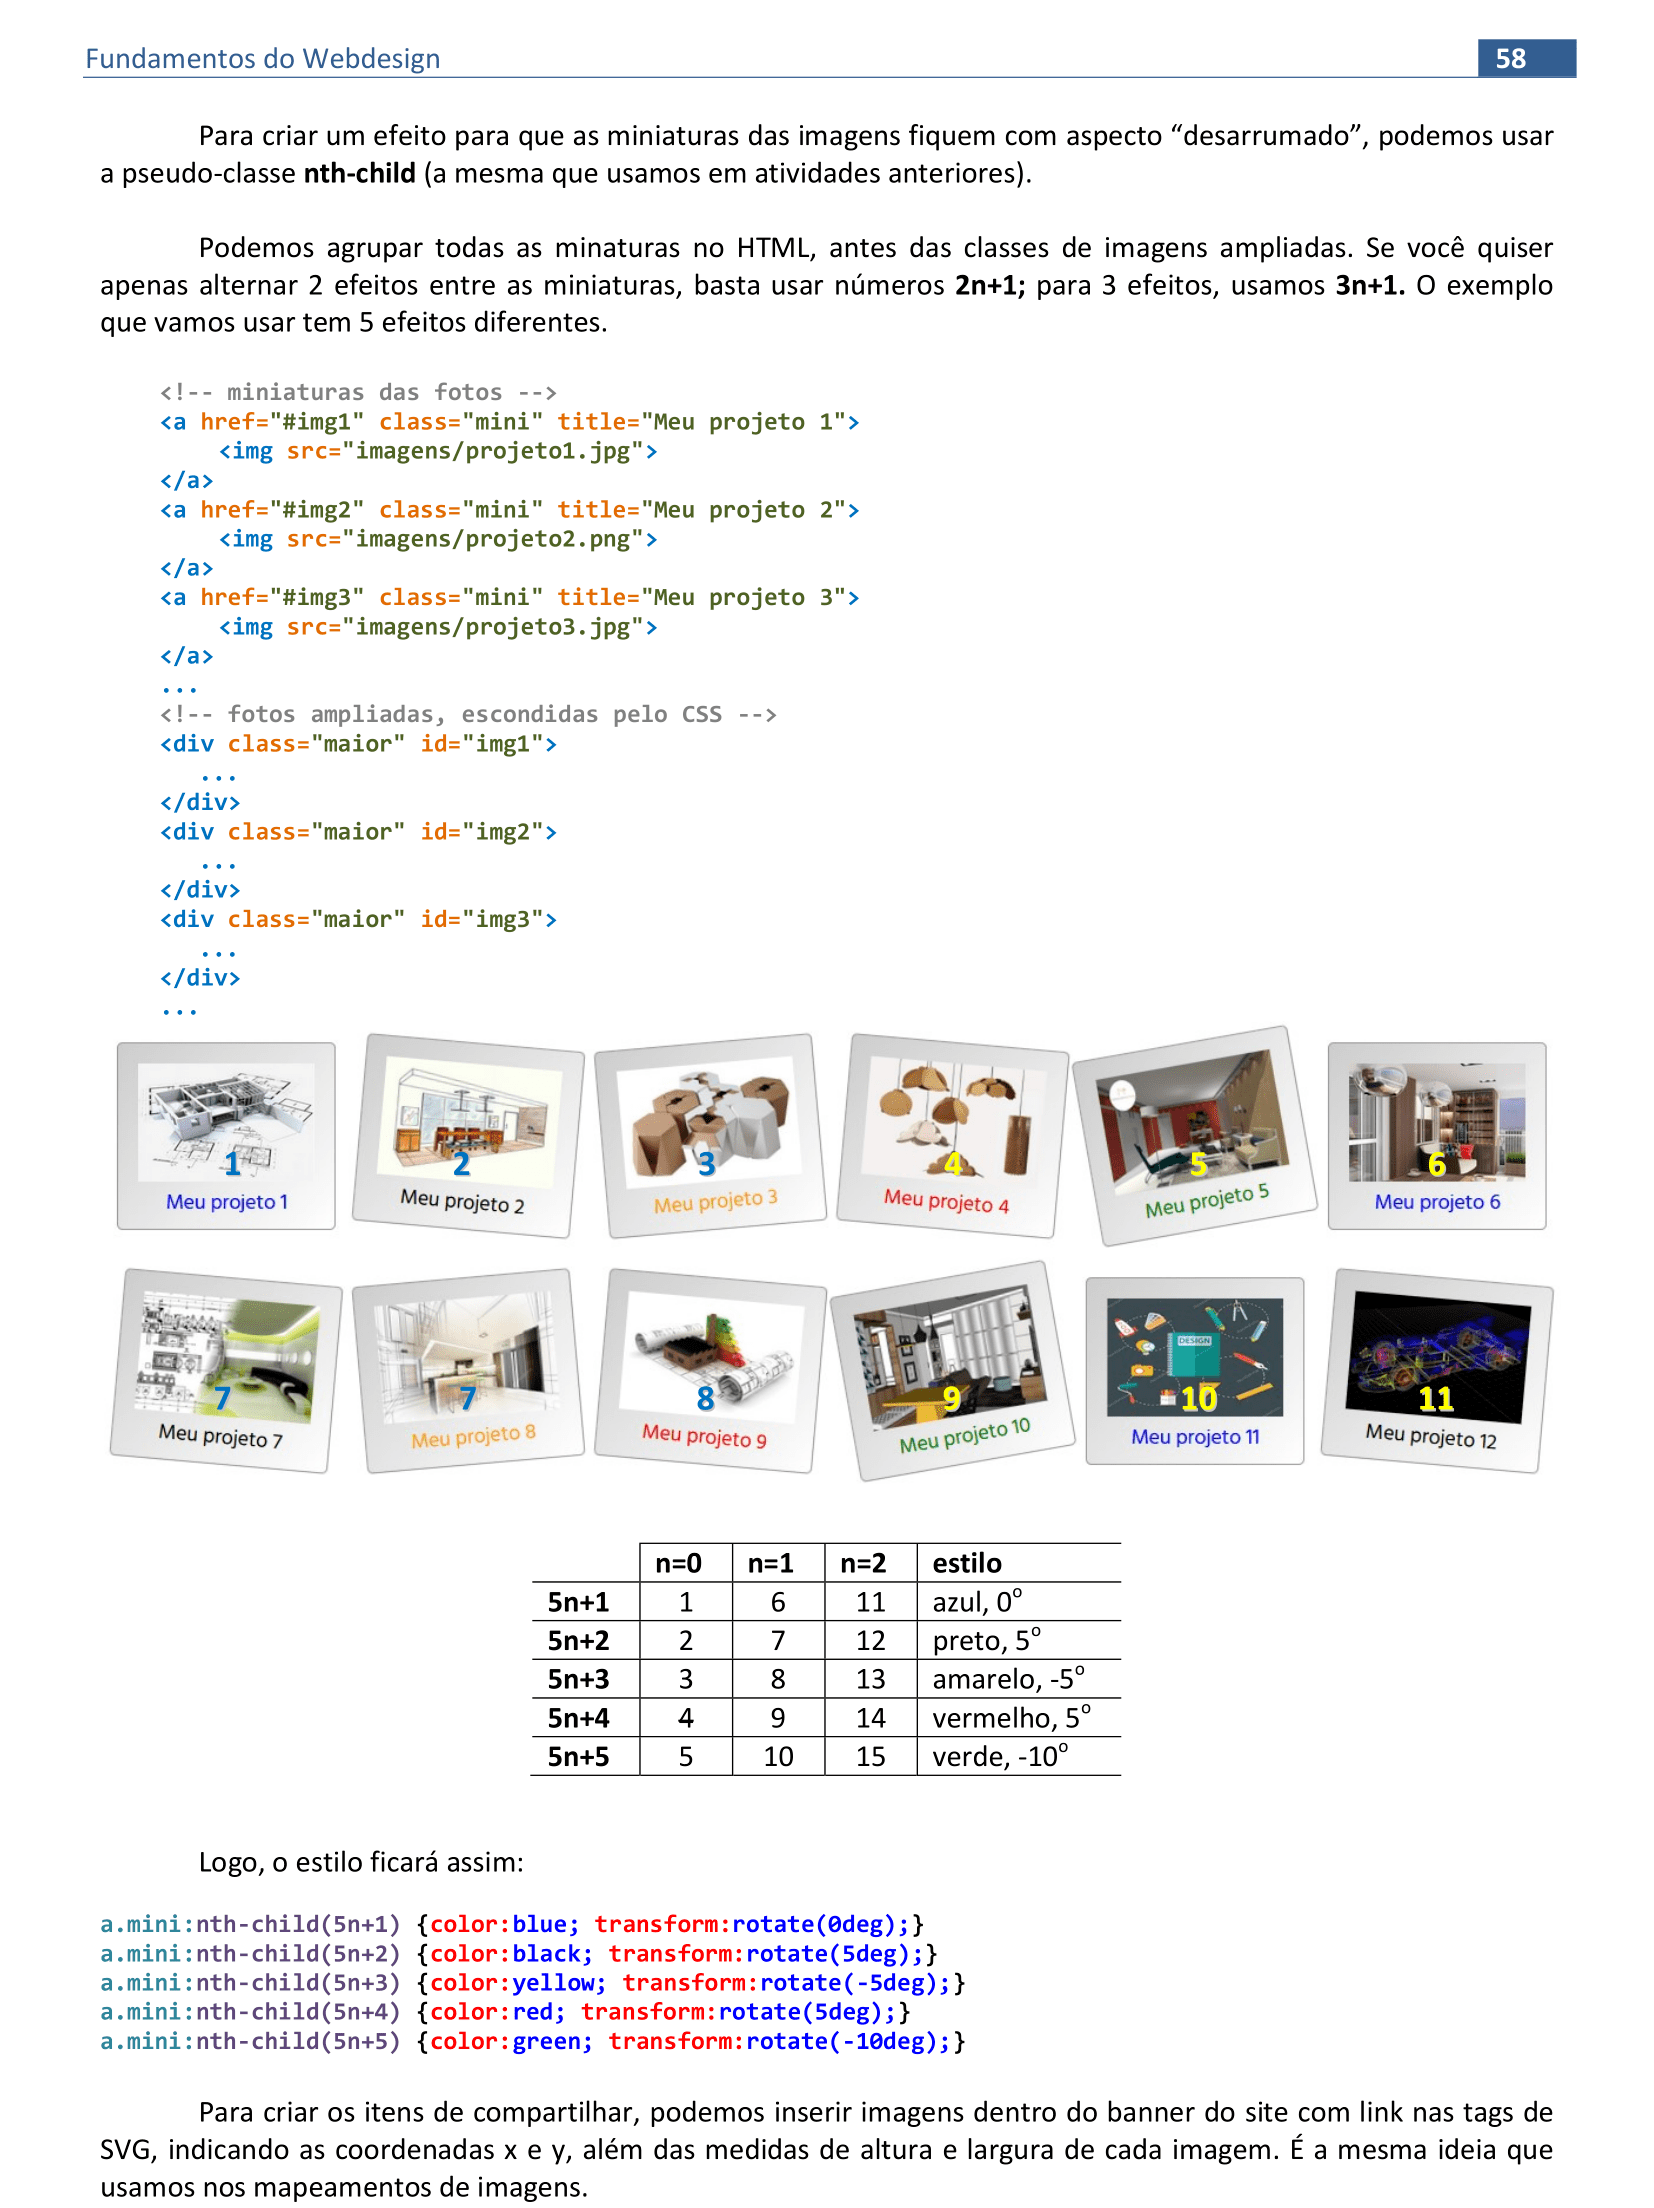 Fundamentos do Webdesign 58
Para criar um efeito para que as miniaturas das imagens fiquem com aspecto “desarrumado”, podemos usar
a pseudo-classe nth-child (a mesma que usamos em atividades anteriores).
Podemos agrupar todas as minaturas no HTML, antes das classes de imagens ampliadas. Se você quiser
apenas alternar 2 efeitos entre as miniaturas, basta usar números 2n+1; para 3 efeitos, usamos 3n+1. O exemplo
que vamos usar tem 5 efeitos diferentes.
<!-- miniaturas das fotos -->
<a href="#img1" class="mini" title="Meu projeto 1">
<img src="imagens/projeto1.jpg">
</a>
<a href="#img2" class="mini" title="Meu projeto 2">
<img src="imagens/projeto2.png">
</a>
<a href="#img3" class="mini" title="Meu projeto 3">
<img src="imagens/projeto3.jpg">
</a>
...
<!-- fotos ampliadas, escondidas pelo CSS -->
<div class="maior" id="img1">
...
</div>
<div class="maior" id="img2">
...
</div>
<div class="maior" id="img3">
...
</div>
...
1 2 3 4 5 6
Meu projeto 1 Meu projeto 2 Meu projeto 3 Meu projeto 4 Meu projeto 5 Meu projeto 6
DESIGN
7 7 8 9 10 11
Meu projeto 7 Meu projeto 8 Meu projeto 9 Meu projeto 10 Meu projeto 11 Meu projeto 12
n=0 n=1 n=2 estilo
5n+1 1 6 11 azul, 0º
5n+2 2 7 12 preto, 5º
5n+3 3 8 13 amarelo, -5º
5n+4 4 9 14 vermelho, 5º
5n+5 5 10 15 verde, -10º
Logo, o estilo ficará assim:
a.mini:nth-child(5n+1) {color:blue; transform:rotate(0deg);}
a.mini:nth-child(5n+2) {color:black; transform:rotate(5deg);}
a.mini:nth-child(5n+3) {color:yellow; transform:rotate(-5deg);}
a.mini:nth-child(5n+4) {color:red; transform:rotate(5deg);}
a.mini:nth-child(5n+5) {color:green; transform:rotate(-10deg);}
Para criar os itens de compartilhar, podemos inserir imagens dentro do banner do site com link nas tags de
SVG, indicando as coordenadas x e y, além das medidas de altura e largura de cada imagem. É a mesma ideia que
usamos nos mapeamentos de imagens.